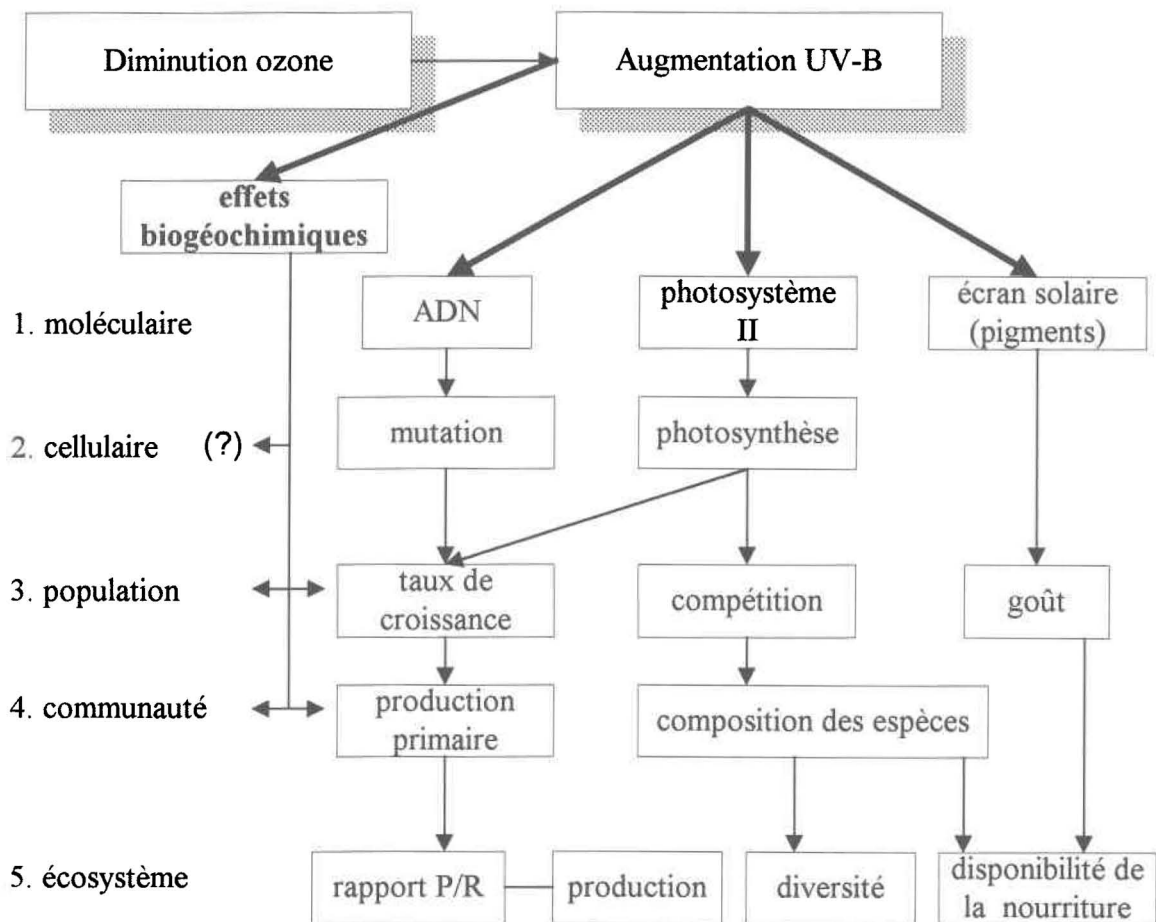 Diminution ozone
Augmentation UV-B
effets
biogéochimiques
1. moléculaire
ADN
photosystème
II
écran solaire
(pigments)
2. cellulaire (?)
mutation
photosynthèse
3. population
taux de
croissance
compétition
goût
4. communauté
production
primaire
composition des espèces
5. écosystème
rapport P/R
production
diversité
disponibilité de
la nourriture